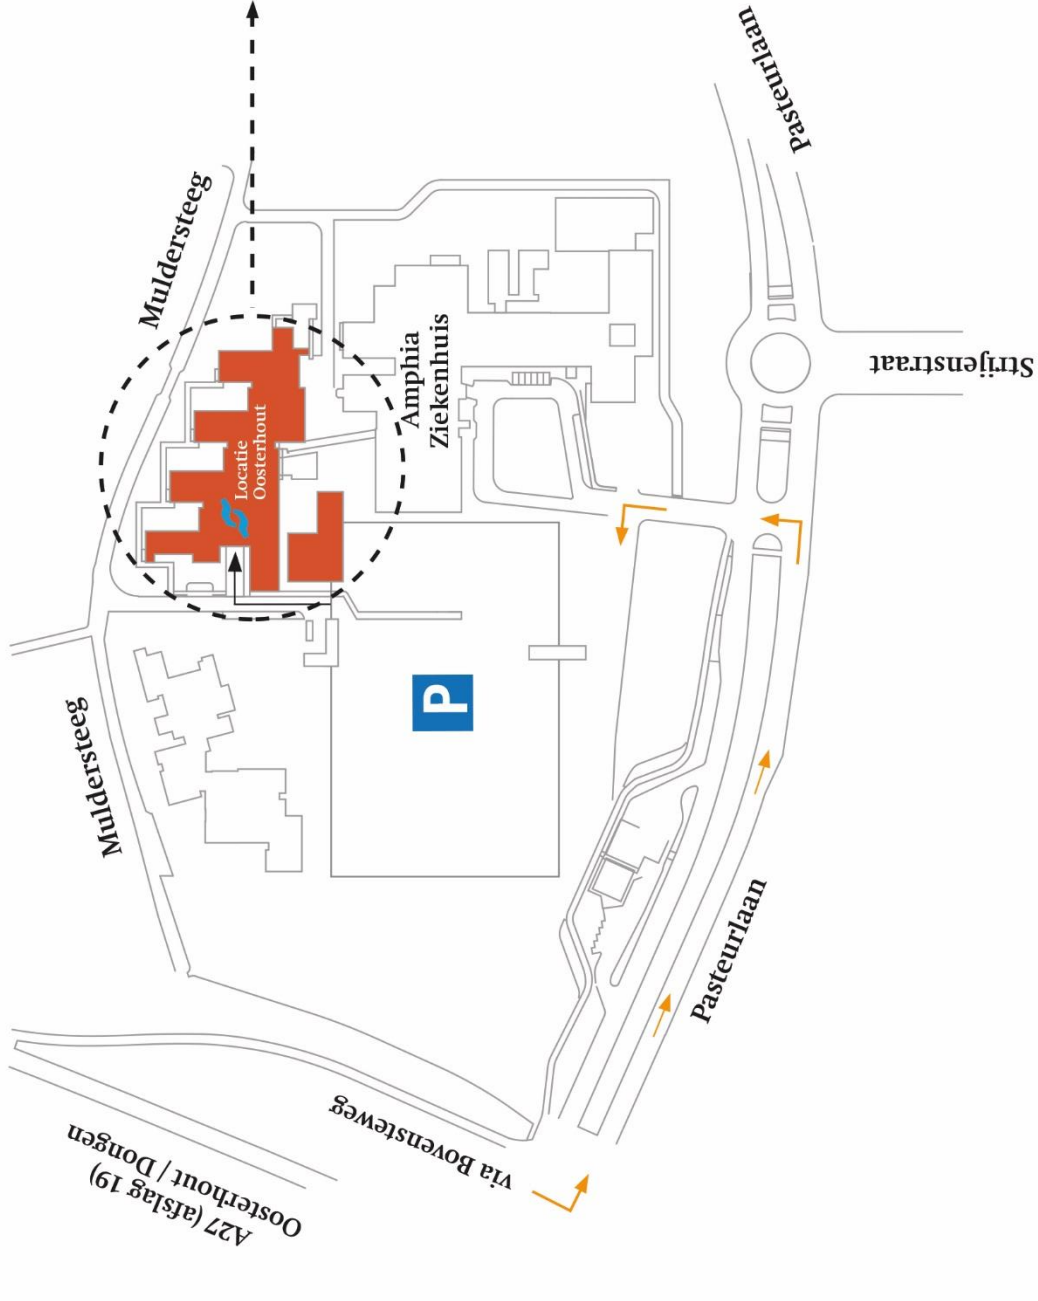 Pasteurlaan
Muldersteeg
Strijenstraat
Amphia
Ziekenhuis
Locatie
Oosterhout
P
Muldersteeg
Pasteurlaan
via Bovensteweg
A27 (afslag 19)
Oosterhout / Dongen